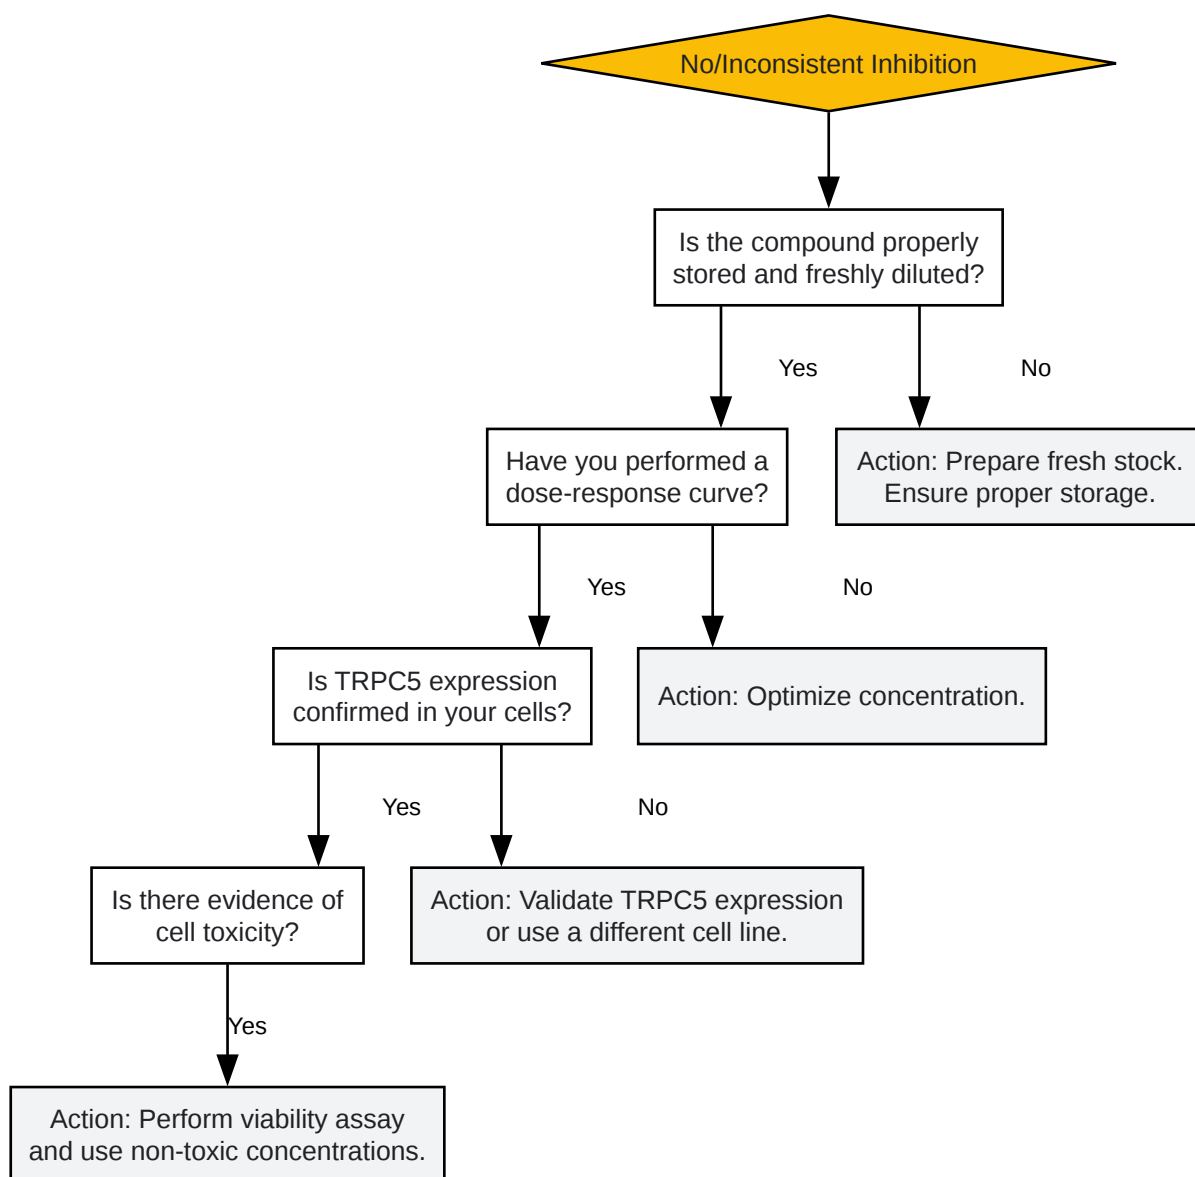 No/Inconsistent Inhibition
Is the compound properly
stored and freshly diluted?
Yes
No
Have you performed a
dose-response curve?
Action: Prepare fresh stock.
Ensure proper storage.
Yes
No
Is TRPC5 expression
confirmed in your cells?
Action: Optimize concentration.
Yes
No
Is there evidence of
cell toxicity?
Action: Validate TRPC5 expression
or use a different cell line.
Yes
Action: Perform viability assay
and use non-toxic concentrations.